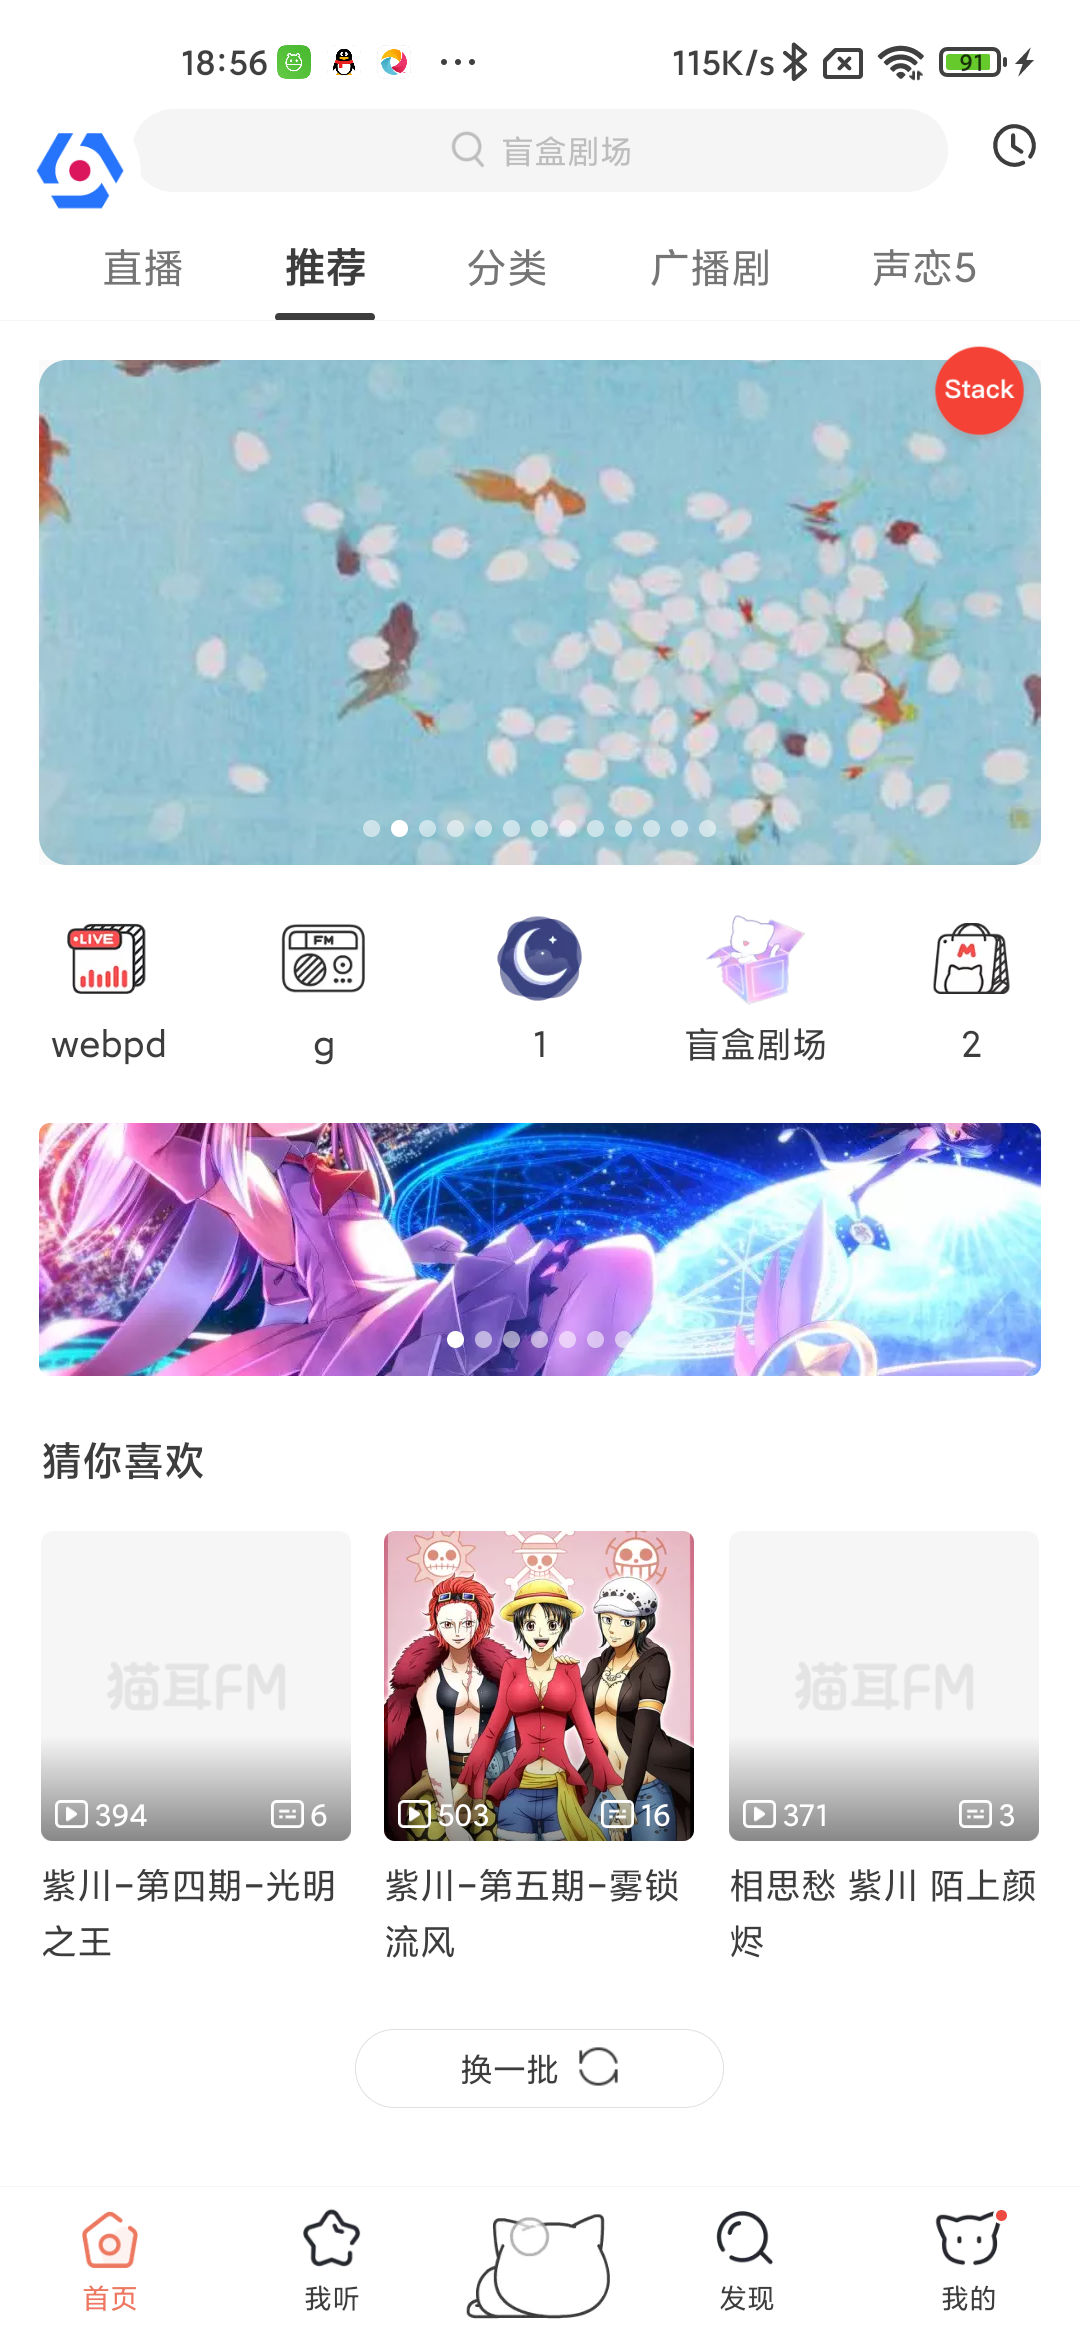 18:56
115K/s
91
盲盒剧场
直播 推荐 分类 广播剧 声恋5
Stack
LIVE
FM
M
webpd g 1 盲盒剧场 2
猜你喜欢
猫耳FM
猫耳FM
394 6
503 16
371 3
紫川-第四期-光明之王
紫川-第五期-雾锁流风
相思愁 紫川 陌上颜烬
换一批
首页 我听 发现 我的